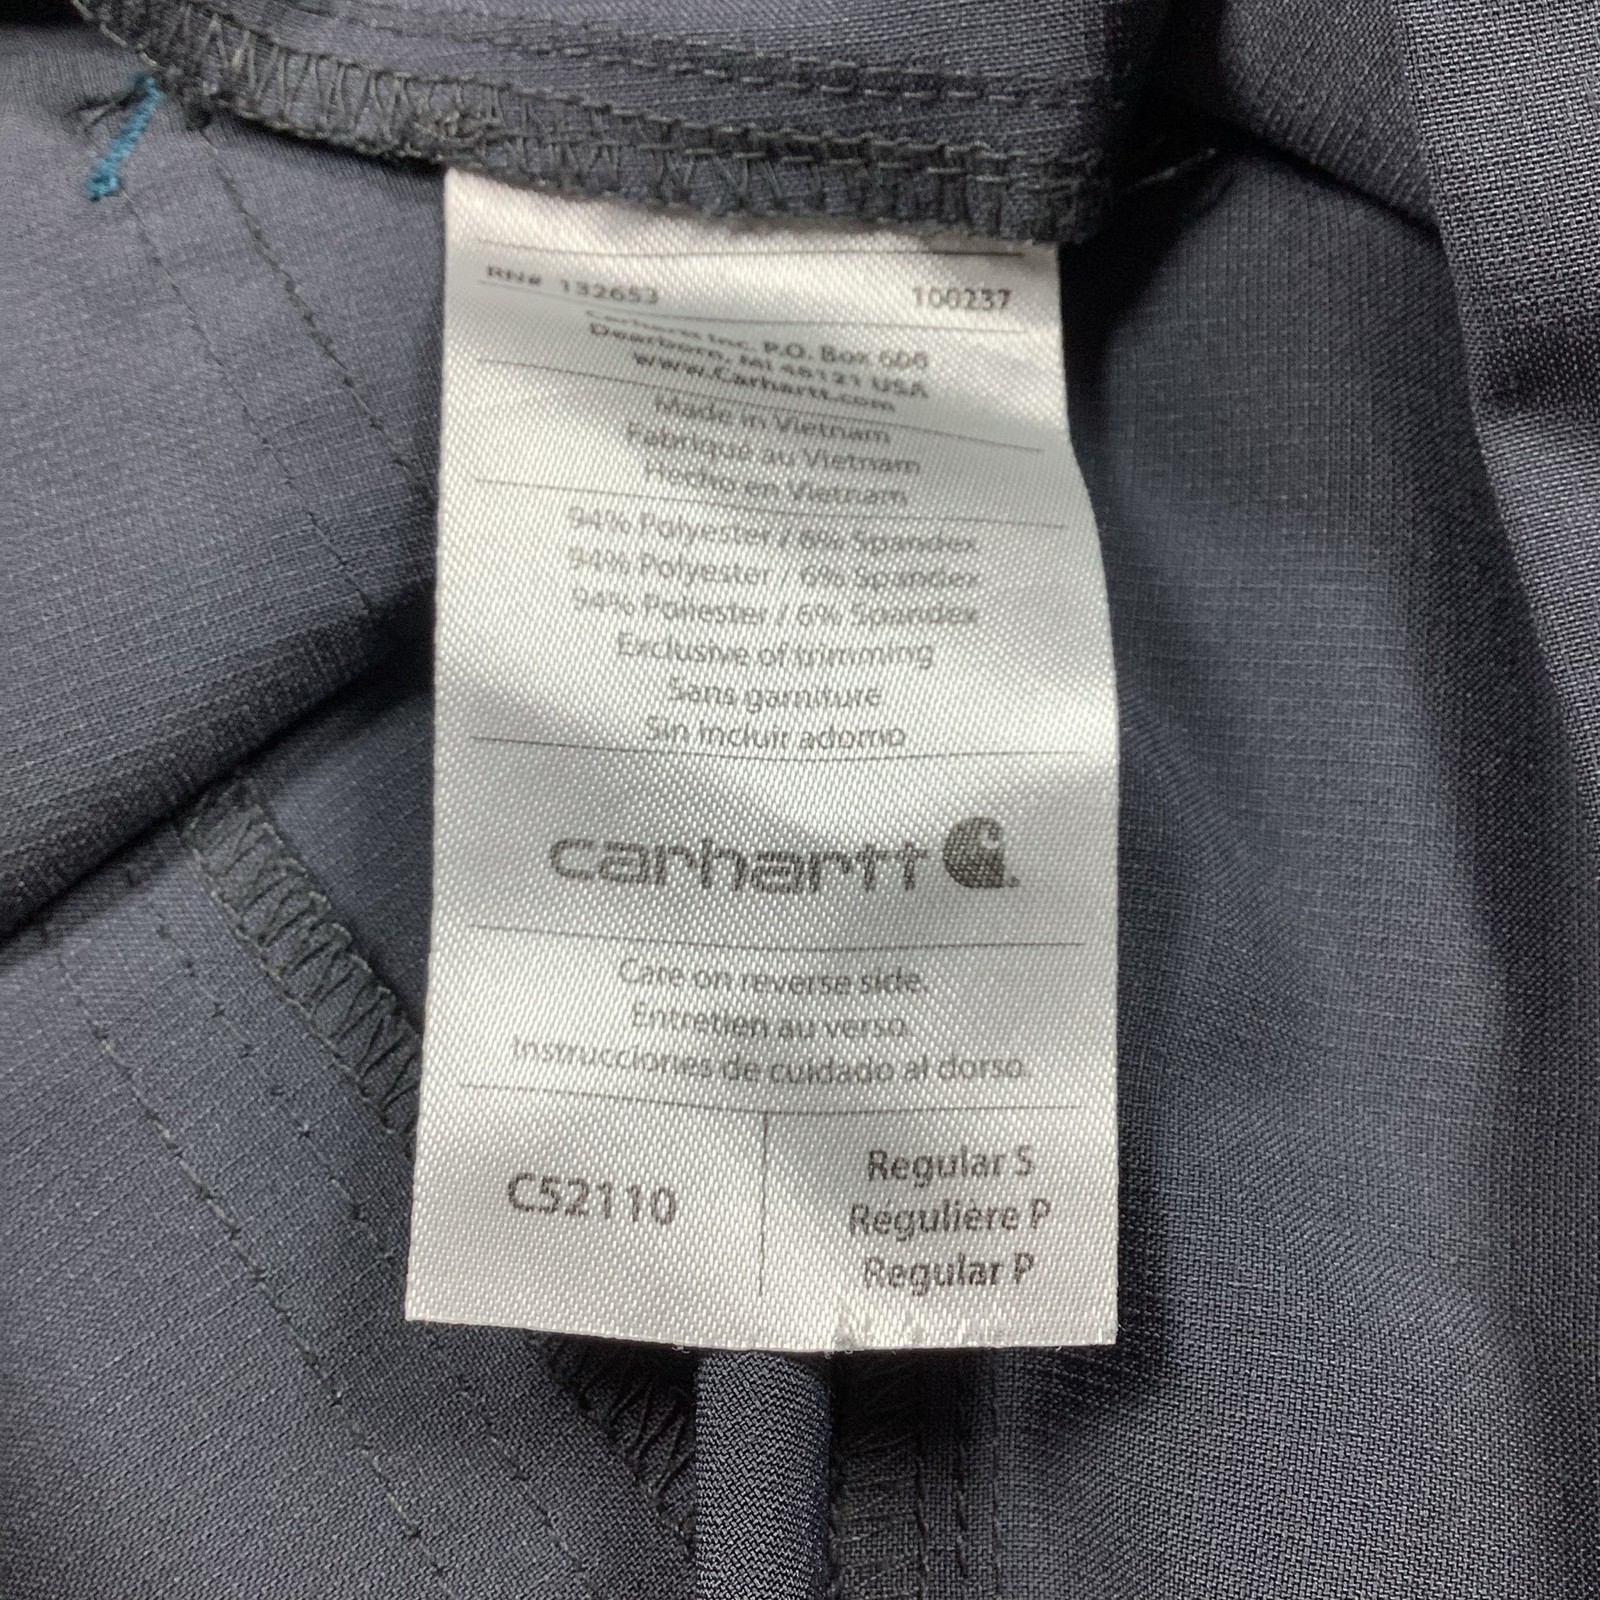 RN# 132653 100237
Carhartt Inc. P.O. Box 606
Dearborn, MI 48121 USA
www.Carhartt.com
Made in Vietnam
Fabriqué au Vietnam
Hecho en Vietnam
94% Polyester / 6% Spandex
94% Polyester / 6% Spandex
94% Poliester / 6% Spandex
Exclusive of trimming
Sans garniture
Sin incluir adorno
carhartt
Care on reverse side.
Entretien au verso.
Instrucciones de cuidado al dorso.
C52110
Regular S
Régulière P
Regular P